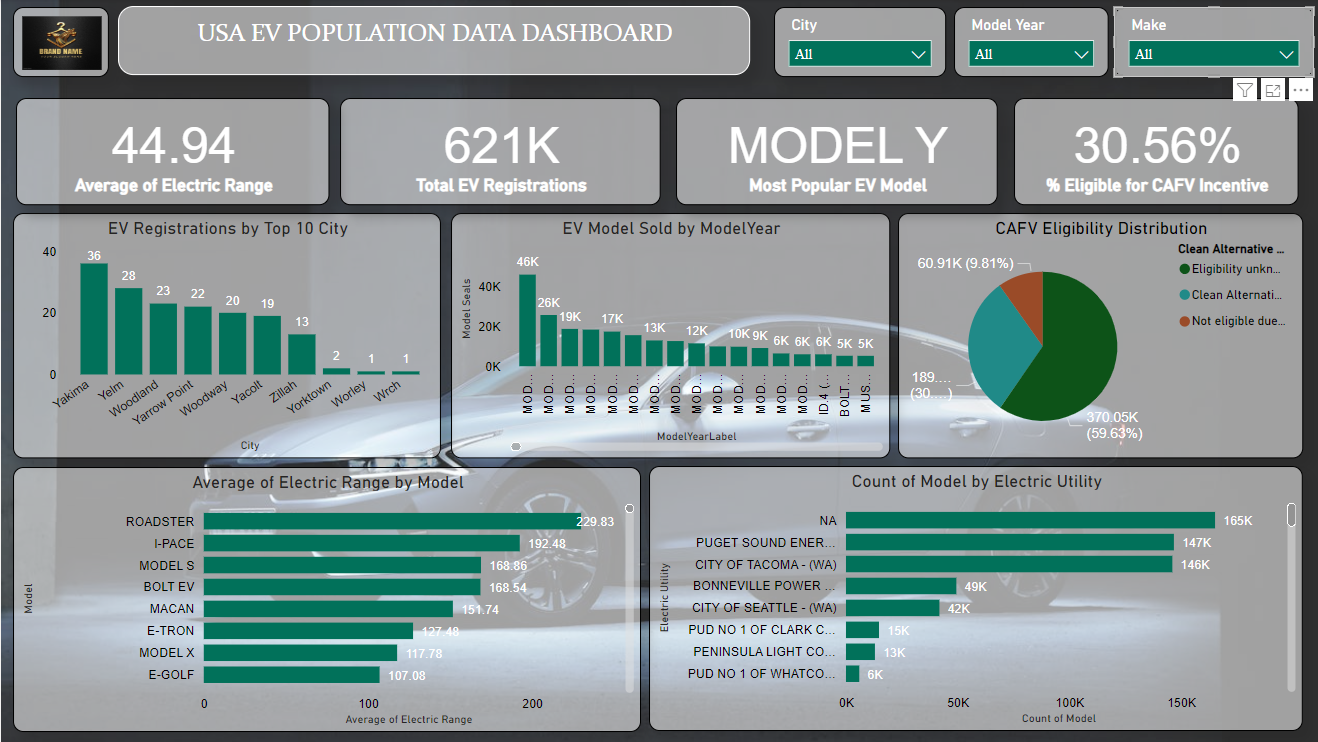 BRAND NAME
USA EV POPULATION DATA DASHBOARD
City
All
Model Year
All
Make
All
44.94
Average of Electric Range
621K
Total EV Registrations
MODEL Y
Most Popular EV Model
30.56%
% Eligible for CAFV Incentive
EV Registrations by Top 10 City
40
20
0
36
28
23
22
20
19
13
2
1
1
Yakima
Yelm
Woodland
Yarrow Point
Woodway
Yacolt
Zillah
Yorktown
Worley
Wrch
City
EV Model Sold by ModelYear
Model Seals
40K
20K
0K
46K
26K
19K
17K
13K
12K
10K
9K
6K
6K
6K
5K
5K
MOD...
MOD...
MOD...
MOD...
MOD...
MOD...
MOD...
MOD...
MOD...
MOD...
MOD...
MOD...
MOD...
MOD...
ID.4 (...
BOLT ...
MUS...
ModelYearLabel
CAFV Eligibility Distribution
60.91K (9.81%)
189....
(30....)
370.05K
(59.63%)
Clean Alternative ...
Eligibility unkn...
Clean Alternati...
Not eligible due...
Average of Electric Range by Model
Model
ROADSTER 229.83
I-PACE 192.48
MODEL S 168.86
BOLT EV 168.54
MACAN 151.74
E-TRON 127.48
MODEL X 117.78
E-GOLF 107.08
0 100 200
Average of Electric Range
Count of Model by Electric Utility
Electric Utility
NA 165K
PUGET SOUND ENER... 147K
CITY OF TACOMA - (WA) 146K
BONNEVILLE POWER ... 49K
CITY OF SEATTLE - (WA) 42K
PUD NO 1 OF CLARK C... 15K
PENINSULA LIGHT CO... 13K
PUD NO 1 OF WHATCO... 6K
0K 50K 100K 150K
Count of Model